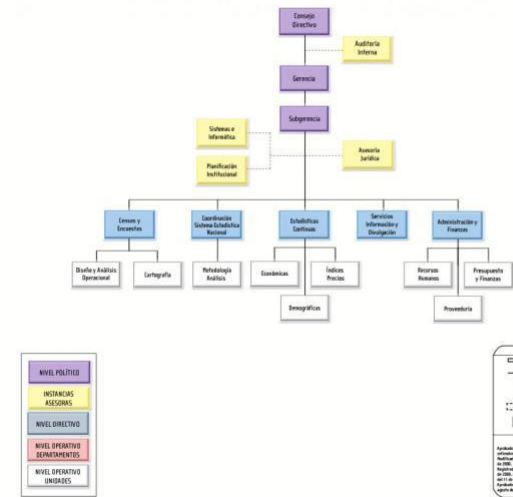 Consejo
Directivo
Auditoría
Interna
Gerencia
Subgerencia
Sistemas e
Informática
Asesoría
Jurídica
Planificación
Institucional
Censos y
Encuestas
Coordinación
Sistema Estadística
Nacional
Estadísticas
Continuas
Servicios
Información y
Divulgación
Administración y
Finanzas
Diseño y Análisis
Operacional
Cartografía
Metodología
Análisis
Económicas
Índices
Precios
Recursos
Humanos
Presupuesto
y Finanzas
Demográficas
Proveeduría
NIVEL POLÍTICO
INSTANCIAS
ASESORAS
NIVEL DIRECTIVO
NIVEL OPERATIVO
DEPARTAMENTOS
NIVEL OPERATIVO
UNIDADES